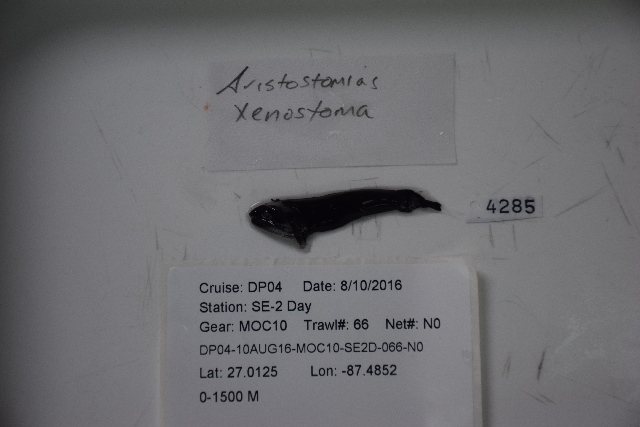 Aristostomias
xenostoma
4285
Cruise: DP04 Date: 8/10/2016
Station: SE-2 Day
Gear: MOC10 Trawl#: 66 Net#: N0
DP04-10AUG16-MOC10-SE2D-066-N0
Lat: 27.0125 Lon: -87.4852
0-1500 M